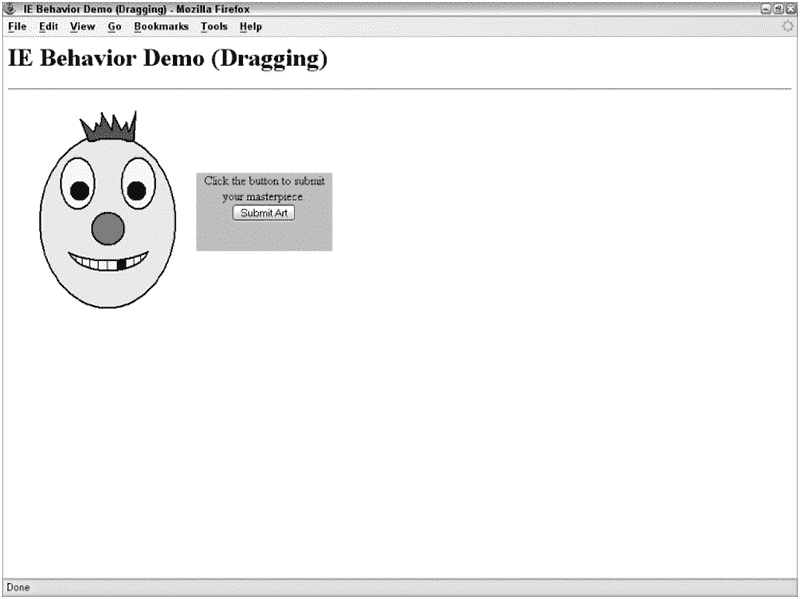 IE Behavior Demo (Dragging) - Mozilla Firefox
File Edit View Go Bookmarks Tools Help
IE Behavior Demo (Dragging)
Click the button to submit
your masterpiece.
Submit Art
Done